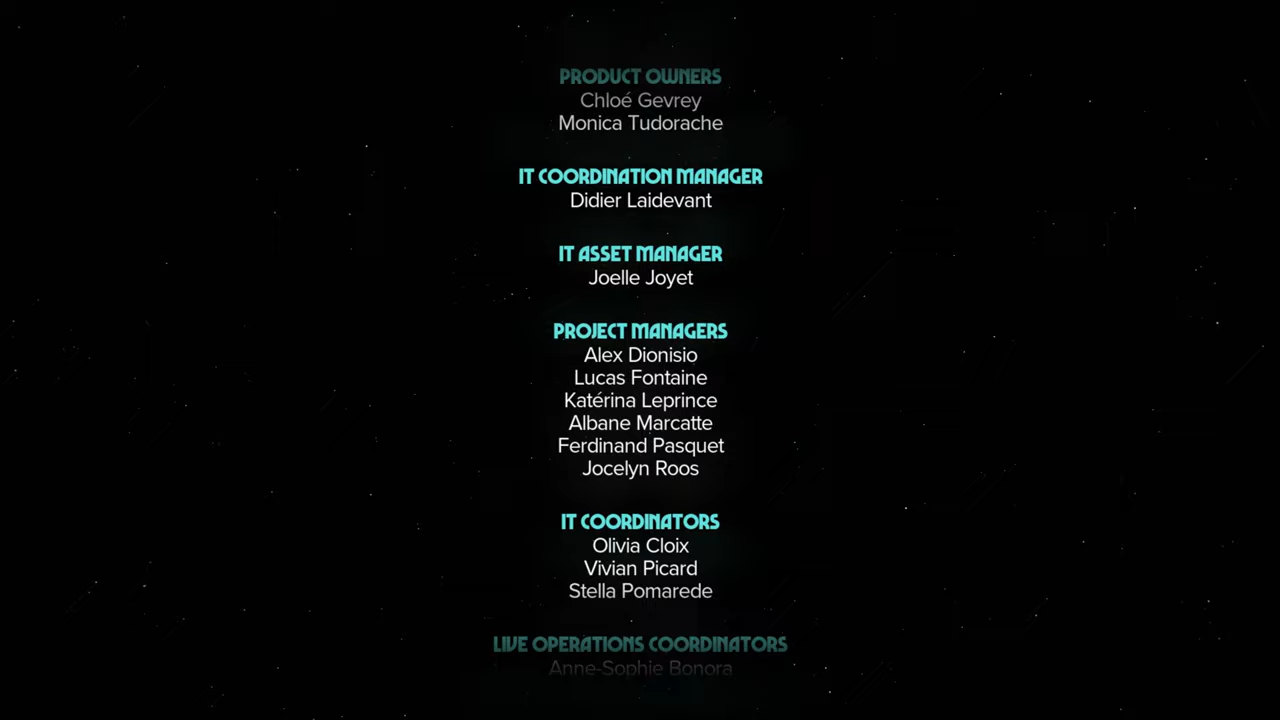 PRODUCT OWNERS
Chloé Gevrey
Monica Tudorache
IT COORDINATION MANAGER
Didier Laidevant
IT ASSET MANAGER
Joelle Joyet
PROJECT MANAGERS
Alex Dionisio
Lucas Fontaine
Katérina Leprince
Albane Marcatte
Ferdinand Pasquet
Jocelyn Roos
IT COORDINATORS
Olivia Cloix
Vivian Picard
Stella Pomarede
LIVE OPERATIONS COORDINATORS
Anne-Sophie Bonora